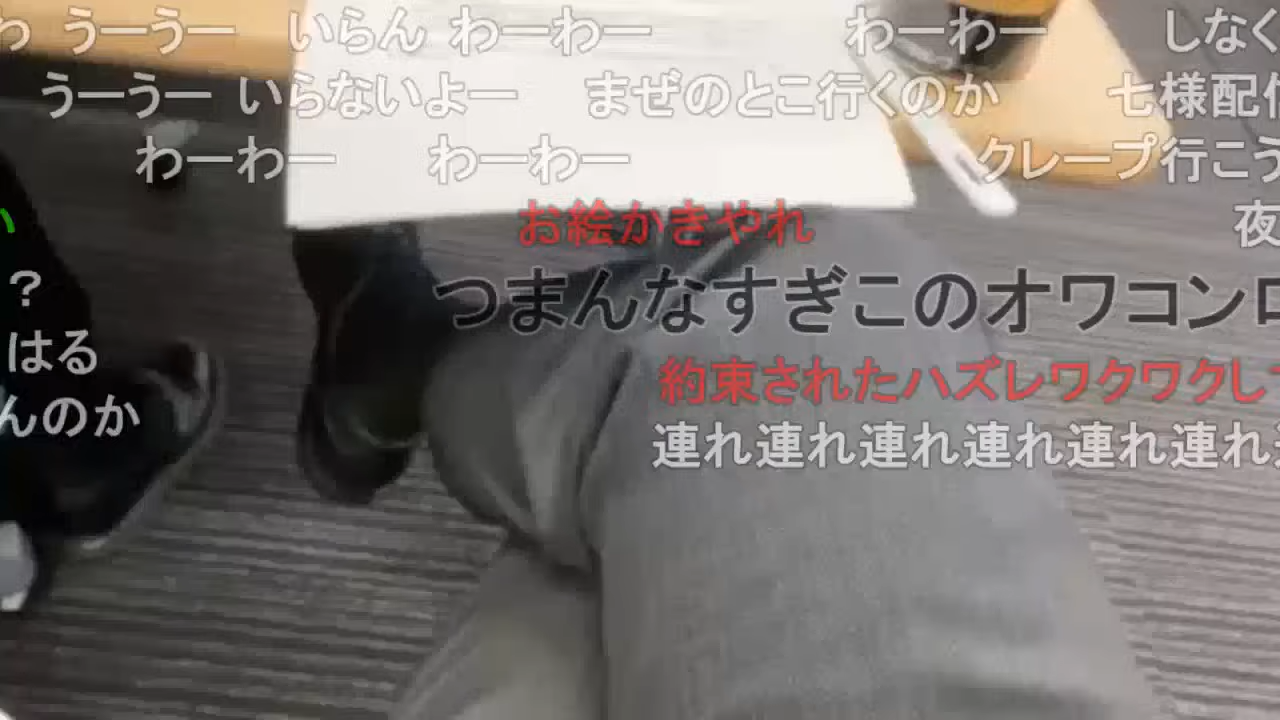 わ うーうー いらん わーわー わーわー しなく
うーうー いらないよー まぜのとこ行くのか 七様配信
わーわー わーわー クレープ行こう
お絵かきやれ
夜
？ つまんなすぎこのオワコンロ
はる 約束されたハズレワクワクして
んのか 連れ連れ連れ連れ連れ連れ